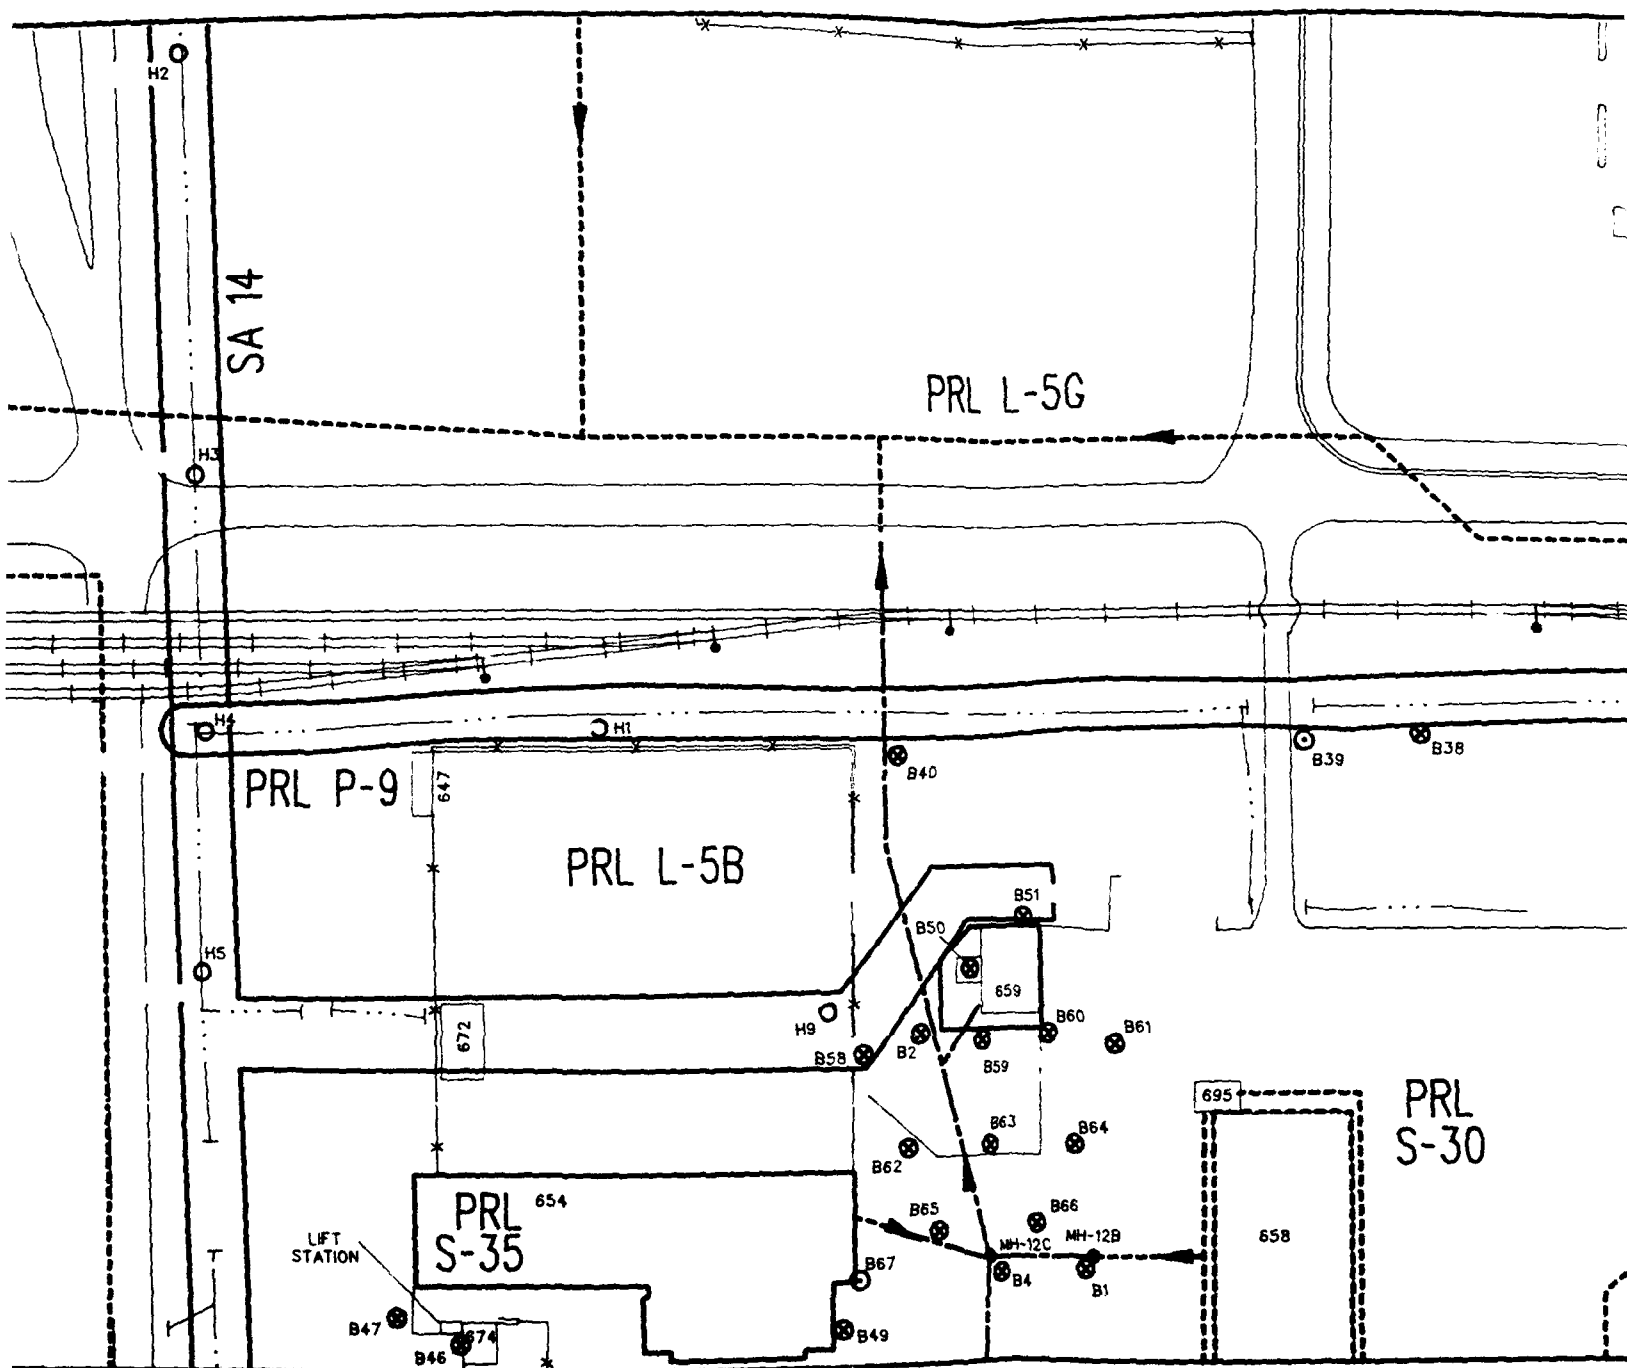 H2
SA 14
PRL L-5G
H3
H4
H1
B39
B38
B40
PRL P-9
647
PRL L-5B
B51
B50
H5
659
H9
672
B58
B2
B59
B60
B61
695
PRL
S-30
B63
B64
B62
PRL
S-35
654
B65
B66
LIFT
STATION
MH-12C
MH-12B
658
B67
B4
B1
B47
674
B46
B49